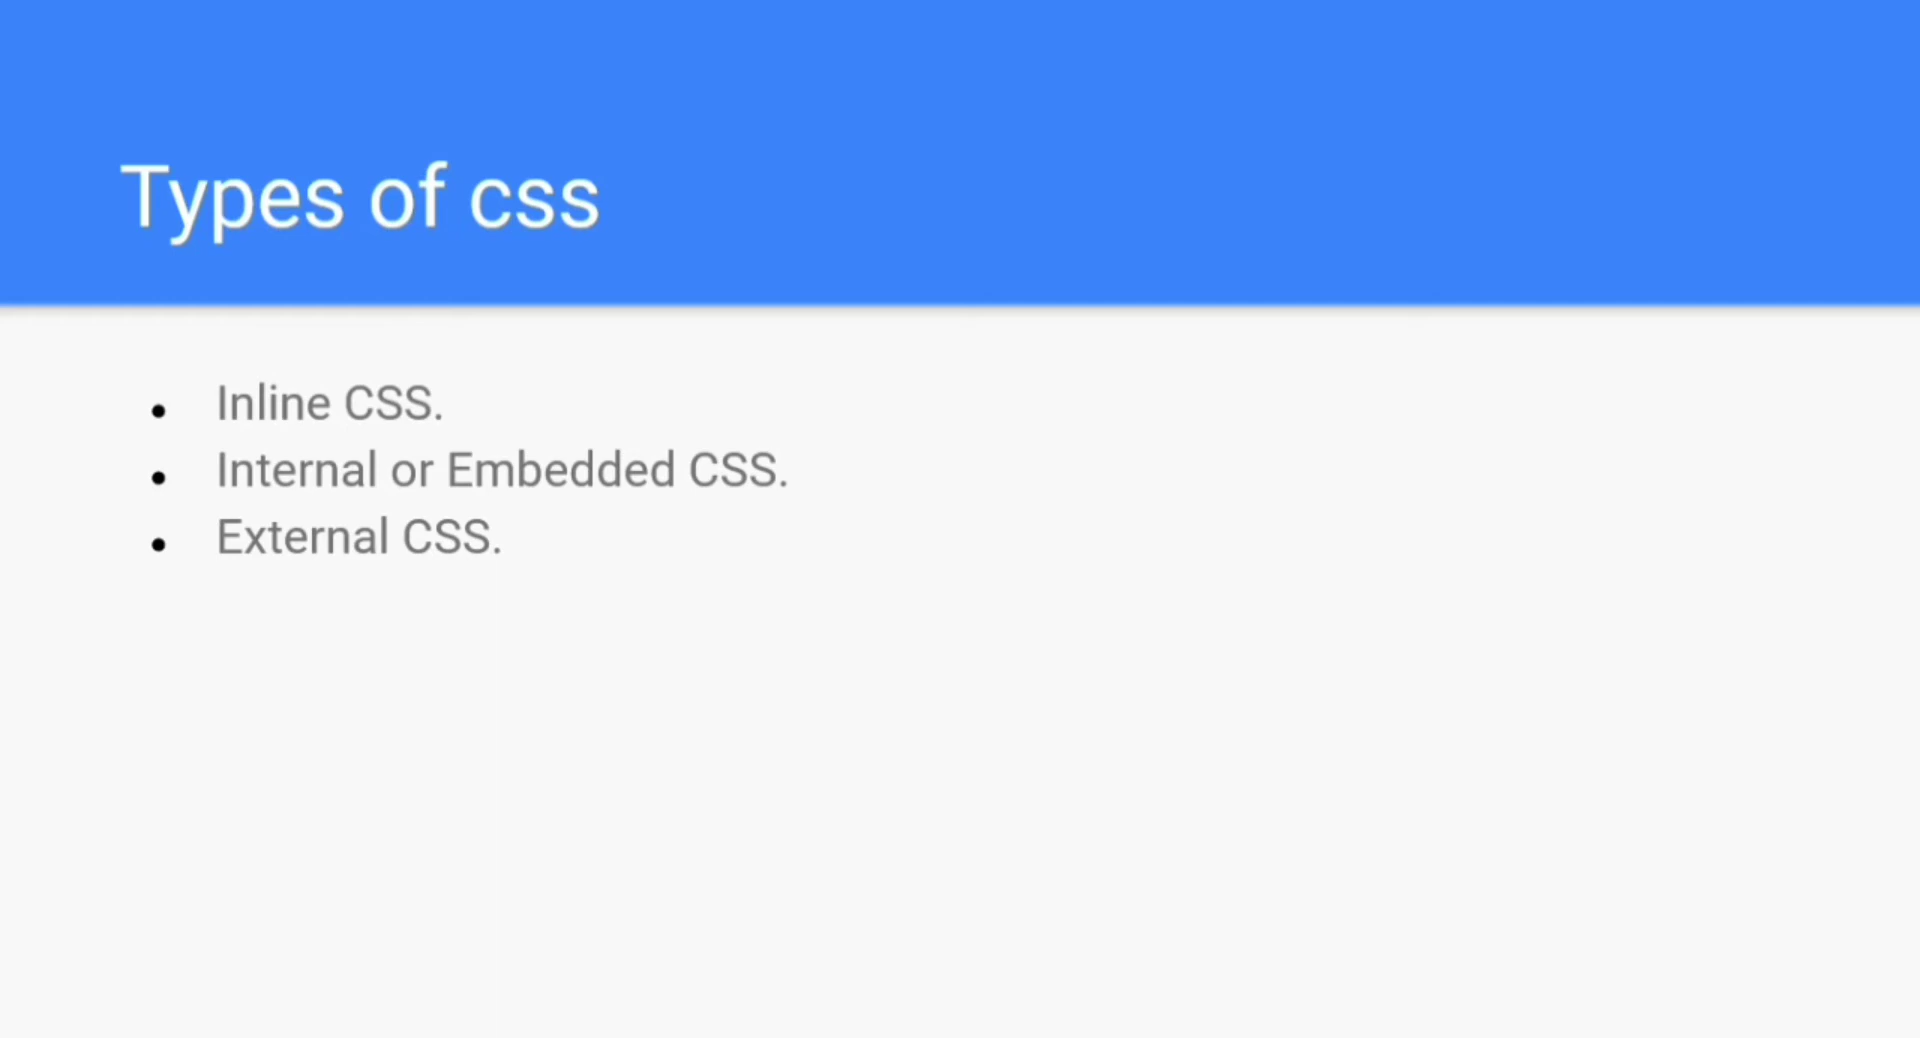 Types of css
Inline CSS.
Internal or Embedded CSS.
External CSS.